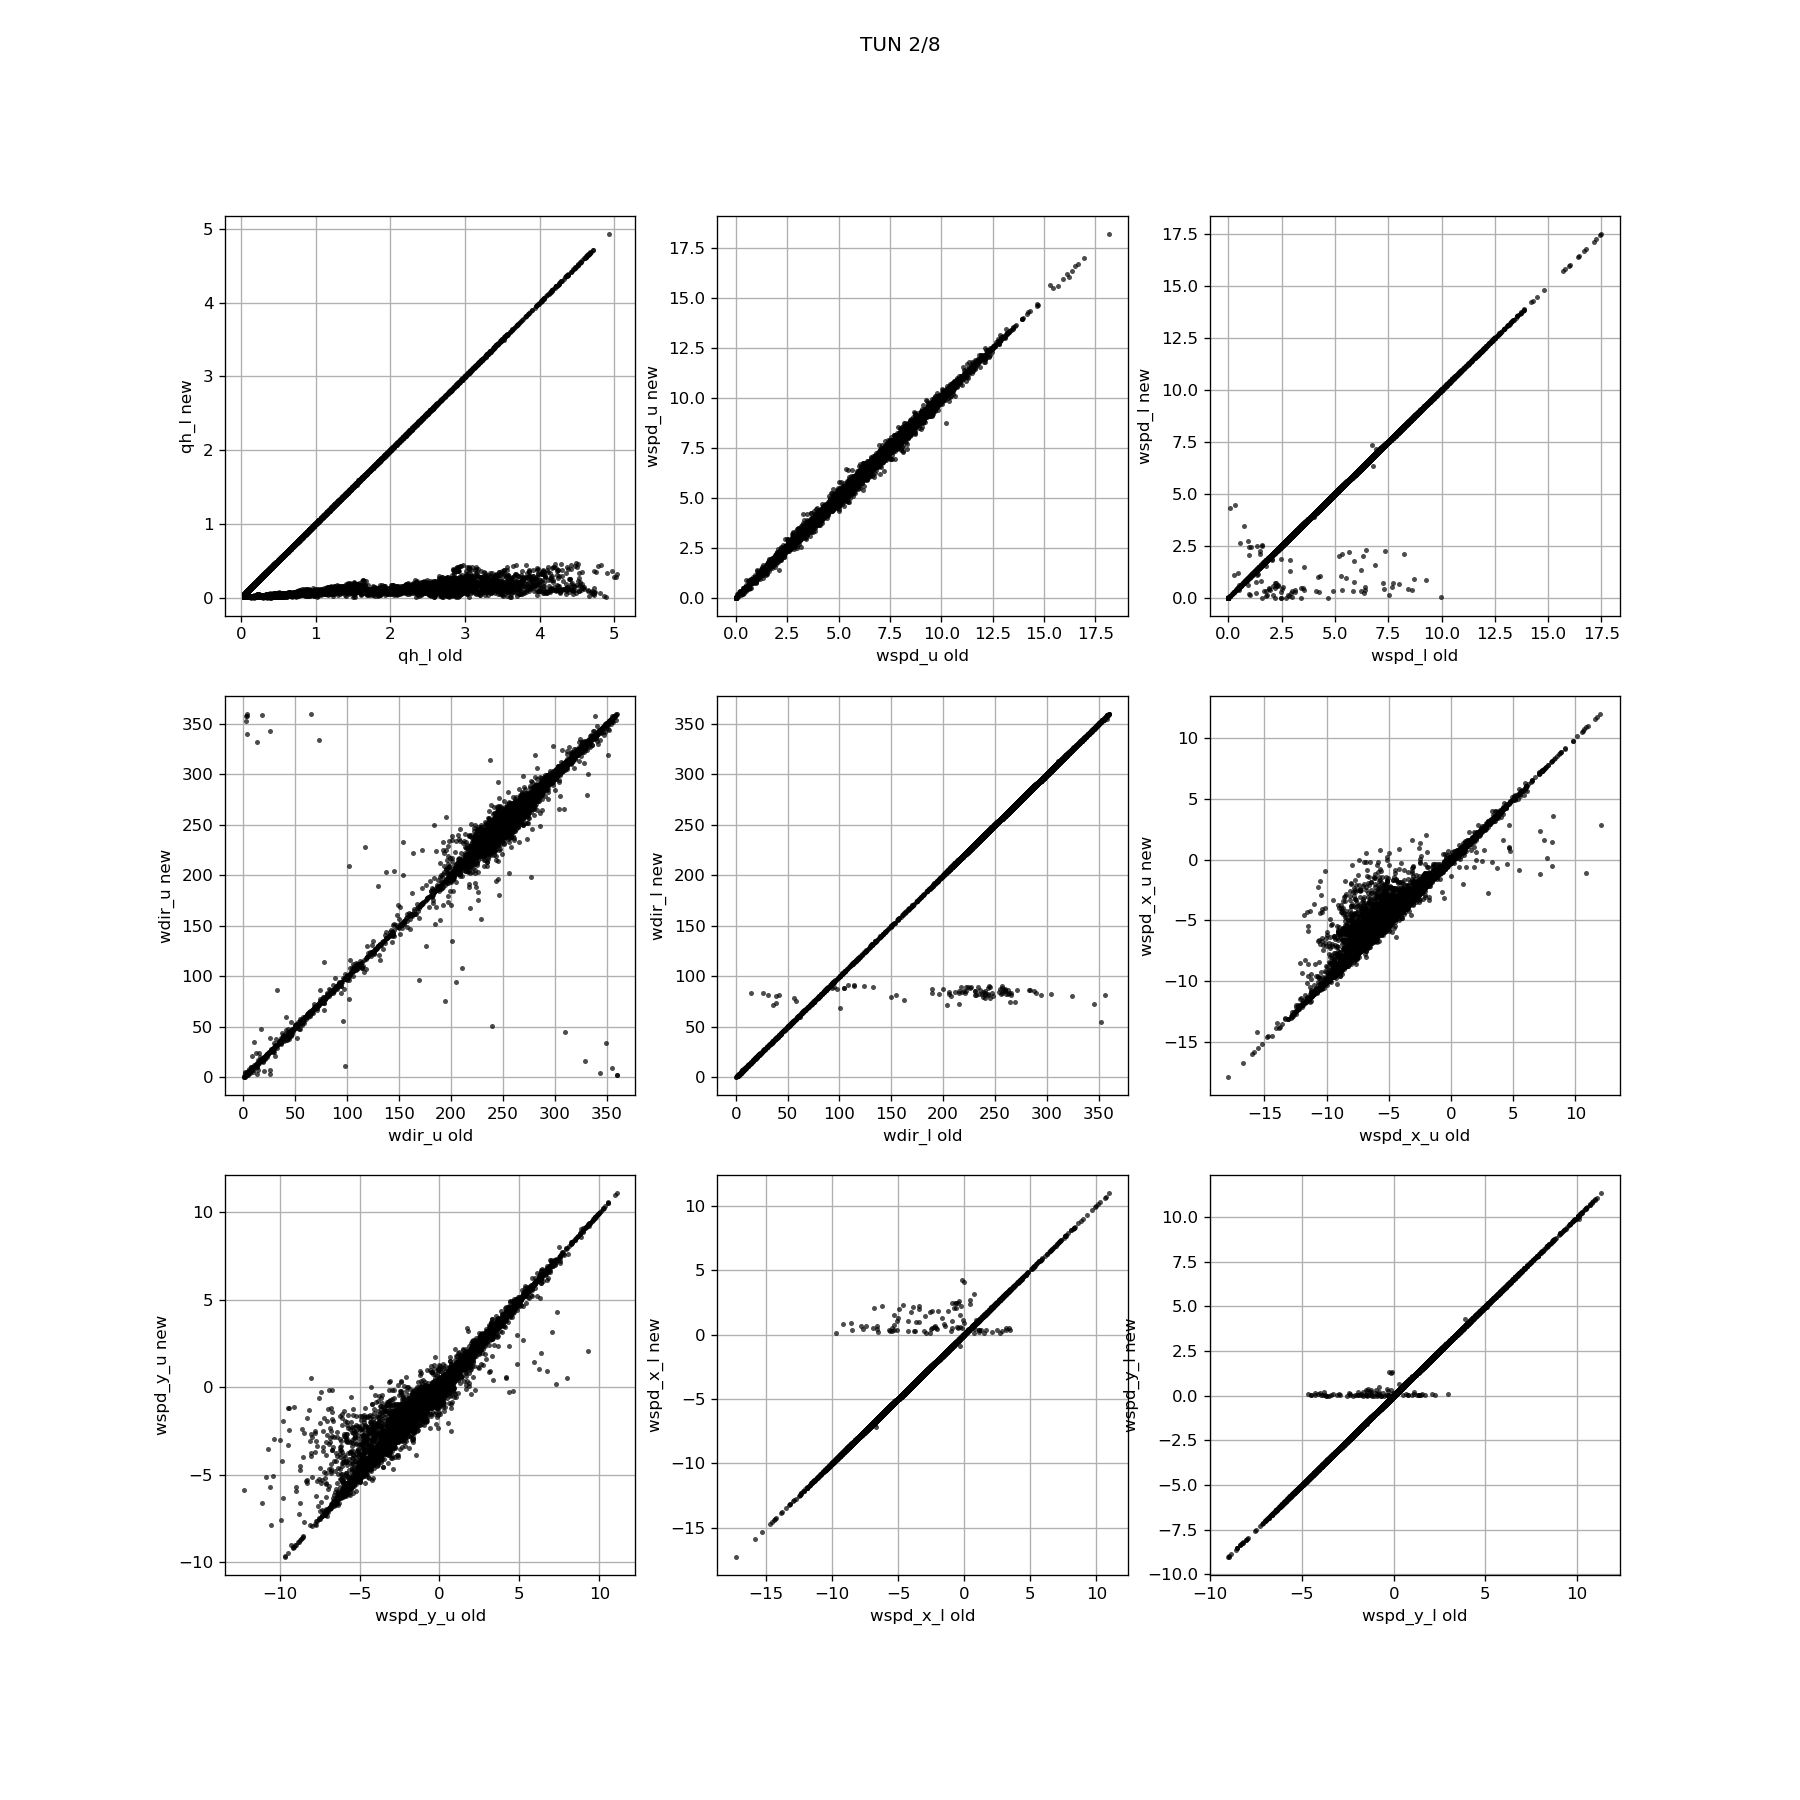 TUN 2/8
5
4
3
2
1
0
qh_l new
0 1 2 3 4 5
qh_l old
17.5
15.0
12.5
10.0
7.5
5.0
2.5
0.0
wspd_u new
0.0 2.5 5.0 7.5 10.0 12.5 15.0 17.5
wspd_u old
17.5
15.0
12.5
10.0
7.5
5.0
2.5
0.0
wspd_l new
0.0 2.5 5.0 7.5 10.0 12.5 15.0 17.5
wspd_l old
350
300
250
200
150
100
50
0
wdir_u new
0 50 100 150 200 250 300 350
wdir_u old
350
300
250
200
150
100
50
0
wdir_l new
0 50 100 150 200 250 300 350
wdir_l old
10
5
0
−5
−10
−15
wspd_x_u new
−15 −10 −5 0 5 10
wspd_x_u old
10
5
0
−5
−10
wspd_y_u new
−10 −5 0 5 10
wspd_y_u old
10
5
0
−5
−10
−15
wspd_x_l new
−15 −10 −5 0 5 10
wspd_x_l old
10.0
7.5
5.0
2.5
0.0
−2.5
−5.0
−7.5
−10.0
wspd_y_l new
−10 −5 0 5 10
wspd_y_l old